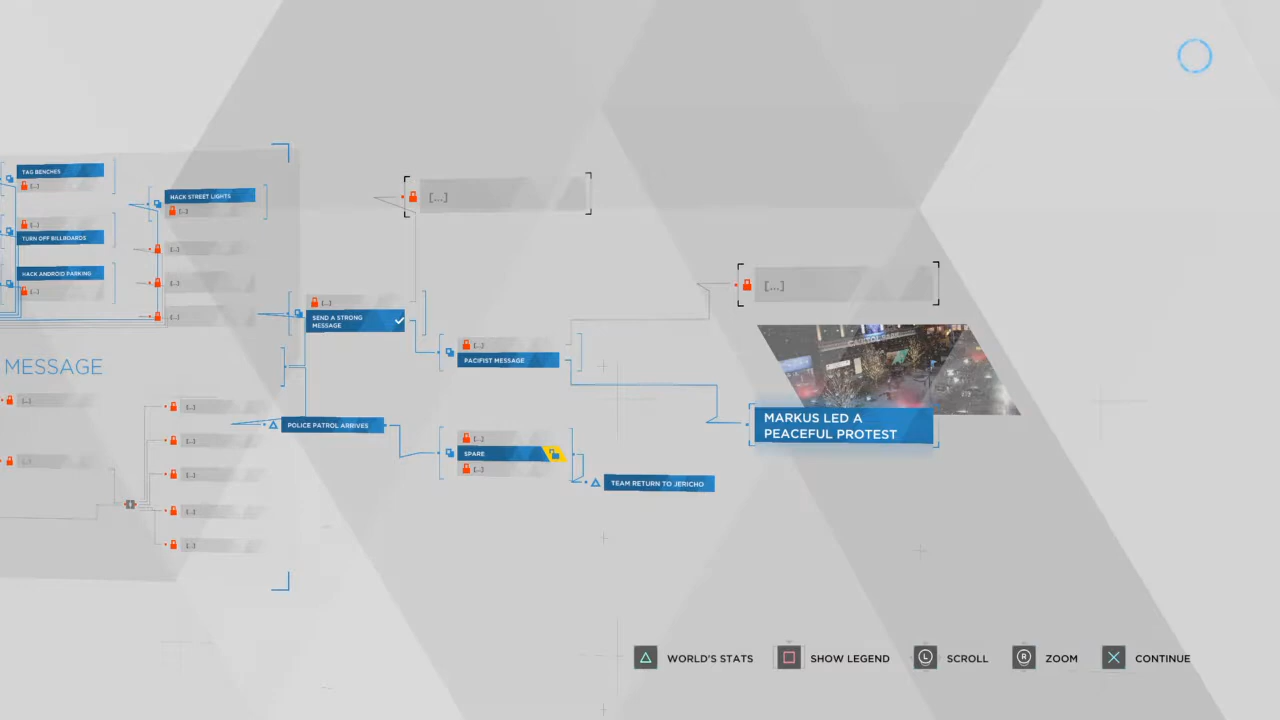 TAG BENCHES
[...]
HACK STREET LIGHTS
[...]
[...]
TURN OFF BILLBOARDS
[...]
HACK ANDROID PARKING
[...]
[...]
[...]
[...]
[...]
[...]
SEND A STRONG
MESSAGE
[...]
PACIFIST MESSAGE
[...]
MESSAGE
MARKUS LED A
PEACEFUL PROTEST
[...]
[...]
[...]
POLICE PATROL ARRIVES
[...]
[...]
SPARE
[...]
[...]
[...]
TEAM RETURN TO JERICHO
[...]
[...]
WORLD'S STATS
SHOW LEGEND
L
SCROLL
R
ZOOM
CONTINUE